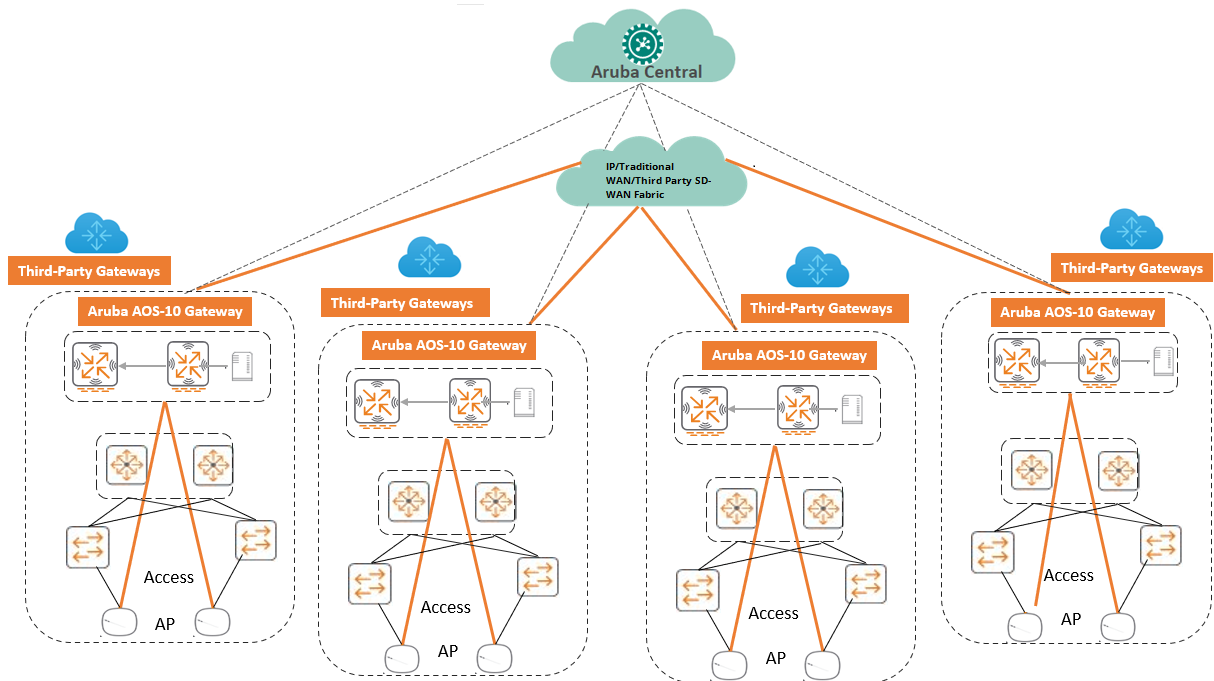 Aruba Central
IP/Traditional
WAN/Third Party SD-
WAN Fabric
Third-Party Gateways
Aruba AOS-10 Gateway
Access
AP
Third-Party Gateways
Aruba AOS-10 Gateway
Access
AP
Third-Party Gateways
Aruba AOS-10 Gateway
Access
AP
Third-Party Gateways
Aruba AOS-10 Gateway
Access
AP